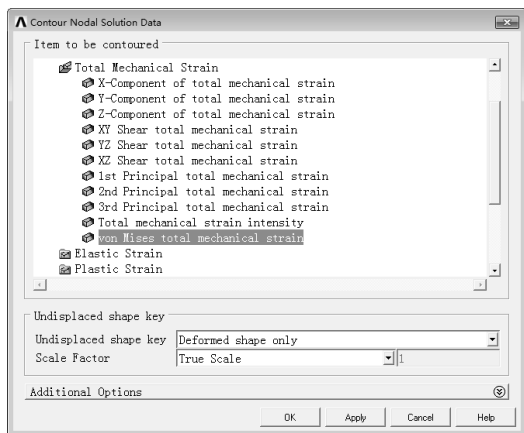 Contour Nodal Solution Data
Item to be contoured
Total Mechanical Strain
X-Component of total mechanical strain
Y-Component of total mechanical strain
Z-Component of total mechanical strain
XY Shear total mechanical strain
YZ Shear total mechanical strain
XZ Shear total mechanical strain
1st Principal total mechanical strain
2nd Principal total mechanical strain
3rd Principal total mechanical strain
Total mechanical strain intensity
von Mises total mechanical strain
Elastic Strain
Plastic Strain
Undisplaced shape key
Undisplaced shape key Deformed shape only
Scale Factor True Scale 1
Additional Options
OK Apply Cancel Help